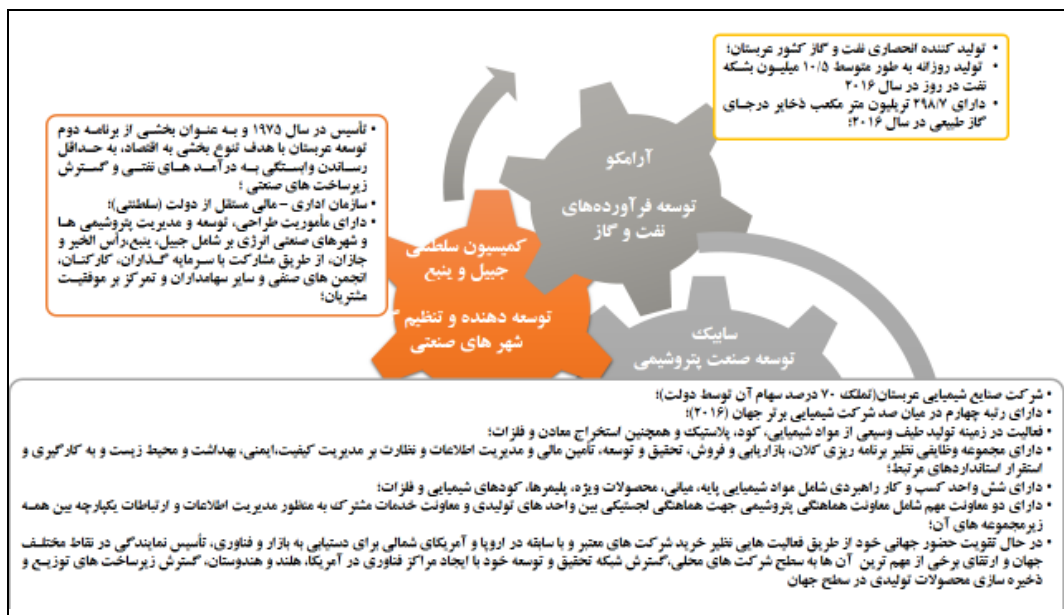 • تولید کننده انحصاری نفت و گاز کشور عربستان؛
• تولید روزانه به طور متوسط ۱۰/۵ میلیون بشکه
نفت در روز در سال ۲۰۱۶
• دارای ۲۹۸/۷ تریلیون متر مکعب ذخایر درجای
گاز طبیعی در سال ۲۰۱۶؛
آرامکو
توسعه فرآورده‌های
نفت و گاز
• تأسیس در سال ۱۹۷۵ و به عنوان بخشی از برنامه دوم
توسعه عربستان با هدف تنوع بخشی به اقتصاد، به حداقل
رساندن وابستگی به درآمد های نفتی و گسترش
زیرساخت های صنعتی ؛
• سازمان اداری – مالی مستقل از دولت (سلطنتی)؛
• دارای مأموریت طراحی، توسعه و مدیریت پتروشیمی ها
و شهرهای صنعتی انرژی بر شامل جبیل، ینبع،رأس الخیر و
جازان، از طریق مشارکت با سرمایه گذاران، کارکنان،
انجمن های صنفی و سایر سهامداران و تمرکز بر موفقیت
مشتریان؛
کمیسیون سلطنتی
جبیل و ینبع
توسعه دهنده و تنظیم گ
شهر های صنعتی
سابیک
توسعه صنعت پتروشیمی
• شرکت صنایع شیمیایی عربستان(تملک ۷۰ درصد سهام آن توسط دولت)؛
• دارای رتبه چهارم در میان صد شرکت شیمیایی برتر جهان (۲۰۱۶)؛
• فعالیت در زمینه تولید طیف وسیعی از مواد شیمیایی، کود، پلاستیک و همچنین استخراج معادن و فلزات؛
• دارای مجموعه وظایفی نظیر برنامه ریزی کلان، بازاریابی و فروش، تحقیق و توسعه، تأمین مالی و مدیریت اطلاعات و نظارت بر مدیریت کیفیت،ایمنی، بهداشت و محیط زیست و به کارگیری و
استقرار استانداردهای مرتبط؛
• دارای شش واحد کسب و کار راهبردی شامل مواد شیمیایی پایه، میانی، محصولات ویژه، پلیمرها، کودهای شیمیایی و فلزات؛
• دارای دو معاونت مهم شامل معاونت هماهنگی پتروشیمی جهت هماهنگی لجستیکی بین واحد های تولیدی و معاونت خدمات مشترک به منظور مدیریت اطلاعات و ارتباطات یکپارچه بین همه
زیرمجموعه های آن؛
• در حال تقویت حضور جهانی خود از طریق فعالیت هایی نظیر خرید شرکت های معتبر و با سابقه در اروپا و آمریکای شمالی برای دستیابی به بازار و فناوری، تأسیس نمایندگی در نقاط مختلف
جهان و ارتقای برخی از مهم ترین آن ها به سطح شرکت های محلی،گسترش شبکه تحقیق و توسعه خود با ایجاد مراکز فناوری در آمریکا، هلند و هندوستان، گسترش زیرساخت های توزیع و
ذخیره سازی محصولات تولیدی در سطح جهان